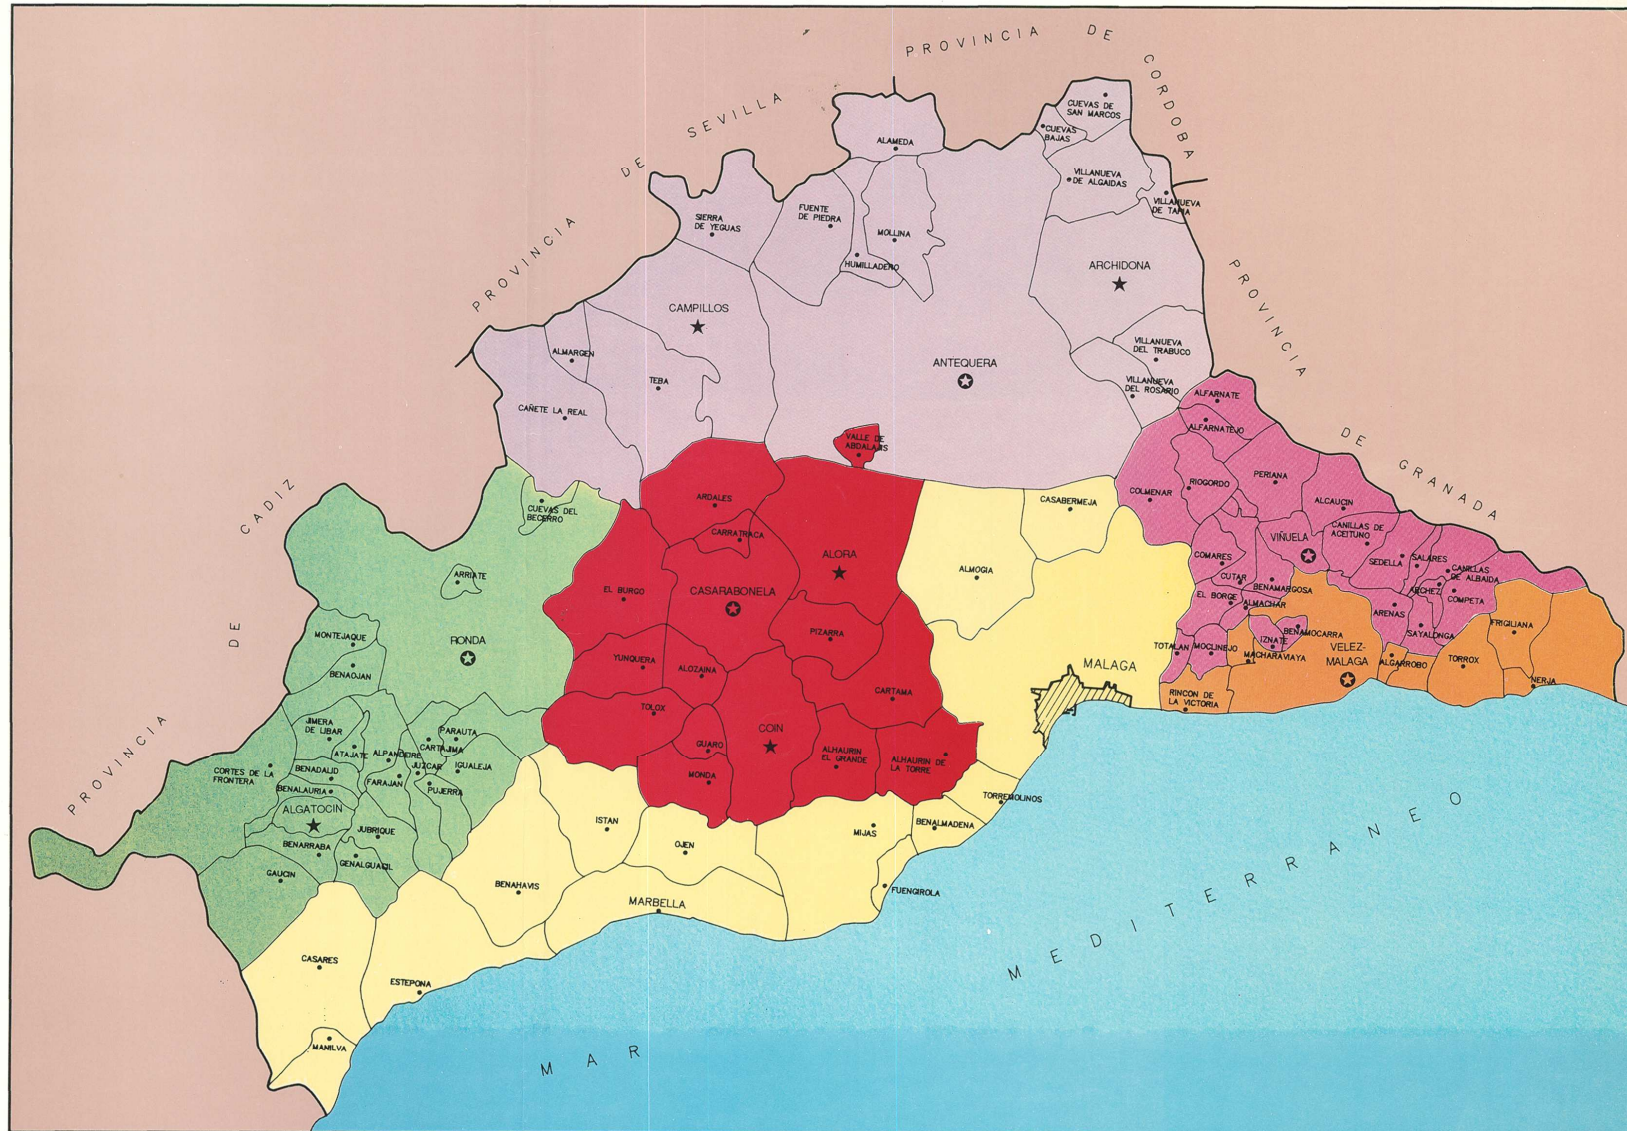 PROVINCIA DE CORDOBA
PROVINCIA DE SEVILLA
PROVINCIA DE GRANADA
PROVINCIA DE CADIZ
CUEVAS DE
SAN MARCOS
CUEVAS
BAJAS
ALAMEDA
VILLANUEVA
DE ALGAIDAS
VILLANUEVA
DE TAPIA
SIERRA
DE YEGUAS
FUENTE
DE PIEDRA
MOLLINA
HUMILLADERO
ARCHIDONA
CAMPILLOS
ALMARGEN
TEBA
CAÑETE LA REAL
ANTEQUERA
VILLANUEVA
DEL TRABUCO
VILLANUEVA
DEL ROSARIO
ALFARNATE
ALFARNATEJO
VALLE DE
ABDALAJIS
PERIANA
RIOGORDO
COLMENAR
ALCAUCIN
CANILLAS DE
ACEITUNO
VIÑUELA
SEDELLA
SALARES
CANILLAS
DE ALBAIDA
ARCHEZ
COMPETA
COMARES
CUTAR
BENAMARGOSA
EL BORGE
ALMACHAR
ARENAS
SAYALONGA
BENAMOCARRA
IZNATE
TOTALAN
MOCLINEJO
MACHARAVIAYA
VELEZ-
MALAGA
ALGARROBO
TORROX
FRIGILIANA
NERJA
RINCON DE
LA VICTORIA
CUEVAS DEL
BECERRO
ARDALES
CARRATRACA
CASABERMEJA
ALMOGIA
ALORA
CASARABONELA
EL BURGO
ARRIATE
RONDA
MONTEJAQUE
BENAOJAN
PIZARRA
YUNQUERA
ALOZAINA
TOLOX
CARTAMA
MALAGA
GUARO
COIN
MONDA
ALHAURIN
EL GRANDE
ALHAURIN DE
LA TORRE
JIMERA
DE LIBAR
ATAJATE
ALPANDEIRE
CARTAJIMA
PARAUTA
JUZCAR
IGUALEJA
FARAJAN
PUJERRA
CORTES DE LA
FRONTERA
BENADALID
BENALAURIA
ALGATOCIN
JUBRIQUE
BENARRABA
GENALGUACIL
GAUCIN
TORREMOLINOS
BENALMADENA
MIJAS
FUENGIROLA
ISTAN
OJEN
BENAHAVIS
MARBELLA
CASARES
ESTEPONA
MANILVA
MAR MEDITERRANEO